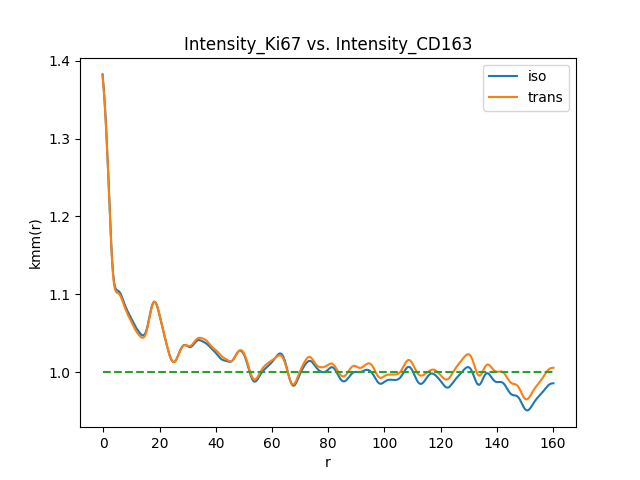 Intensity_Ki67 vs. Intensity_CD163
iso
trans
kmm(r)
1.4
1.3
1.2
1.1
1.0
0 20 40 60 80 100 120 140 160
r